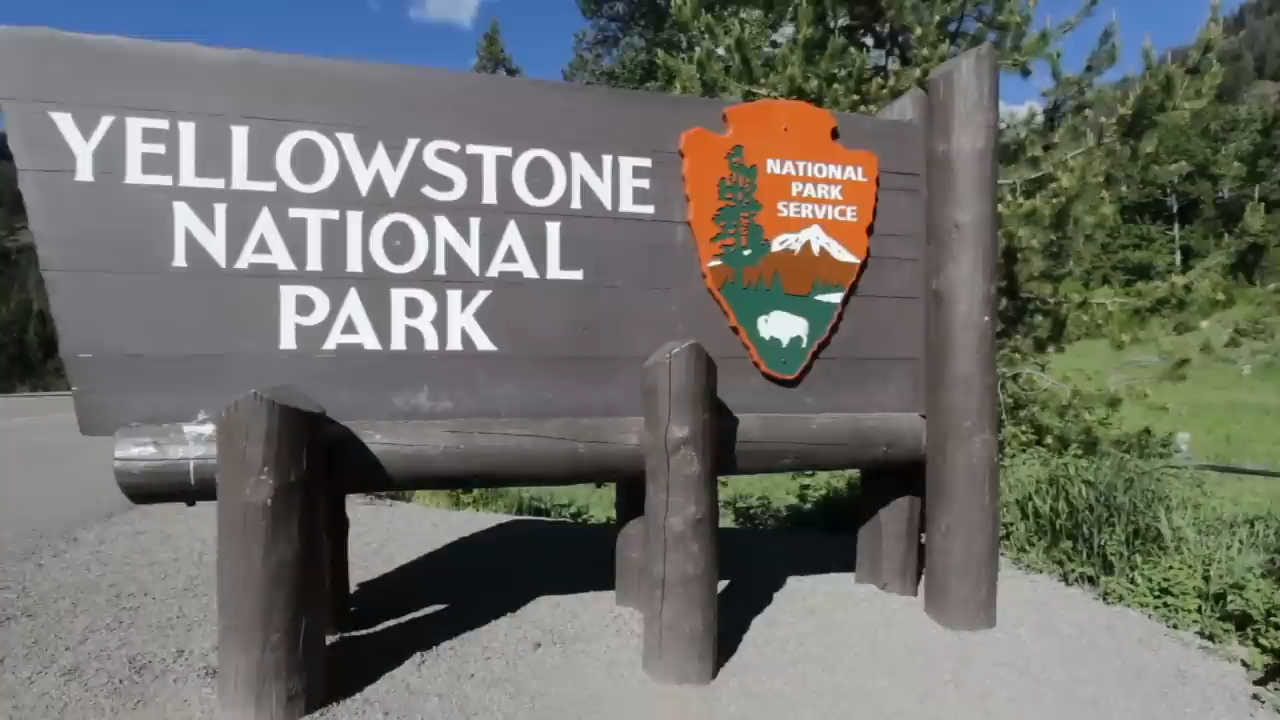 YELLOWSTONE
NATIONAL
PARK
NATIONAL
PARK
SERVICE